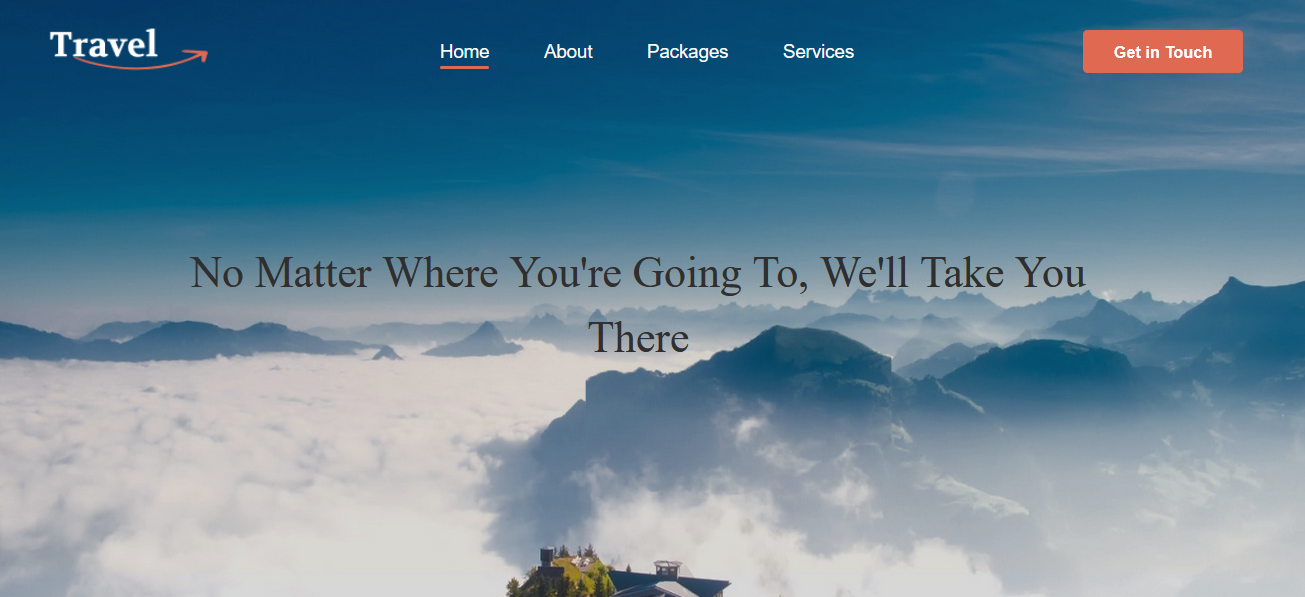 Travel
Home
About
Packages
Services
Get in Touch
No Matter Where You're Going To, We'll Take You
There